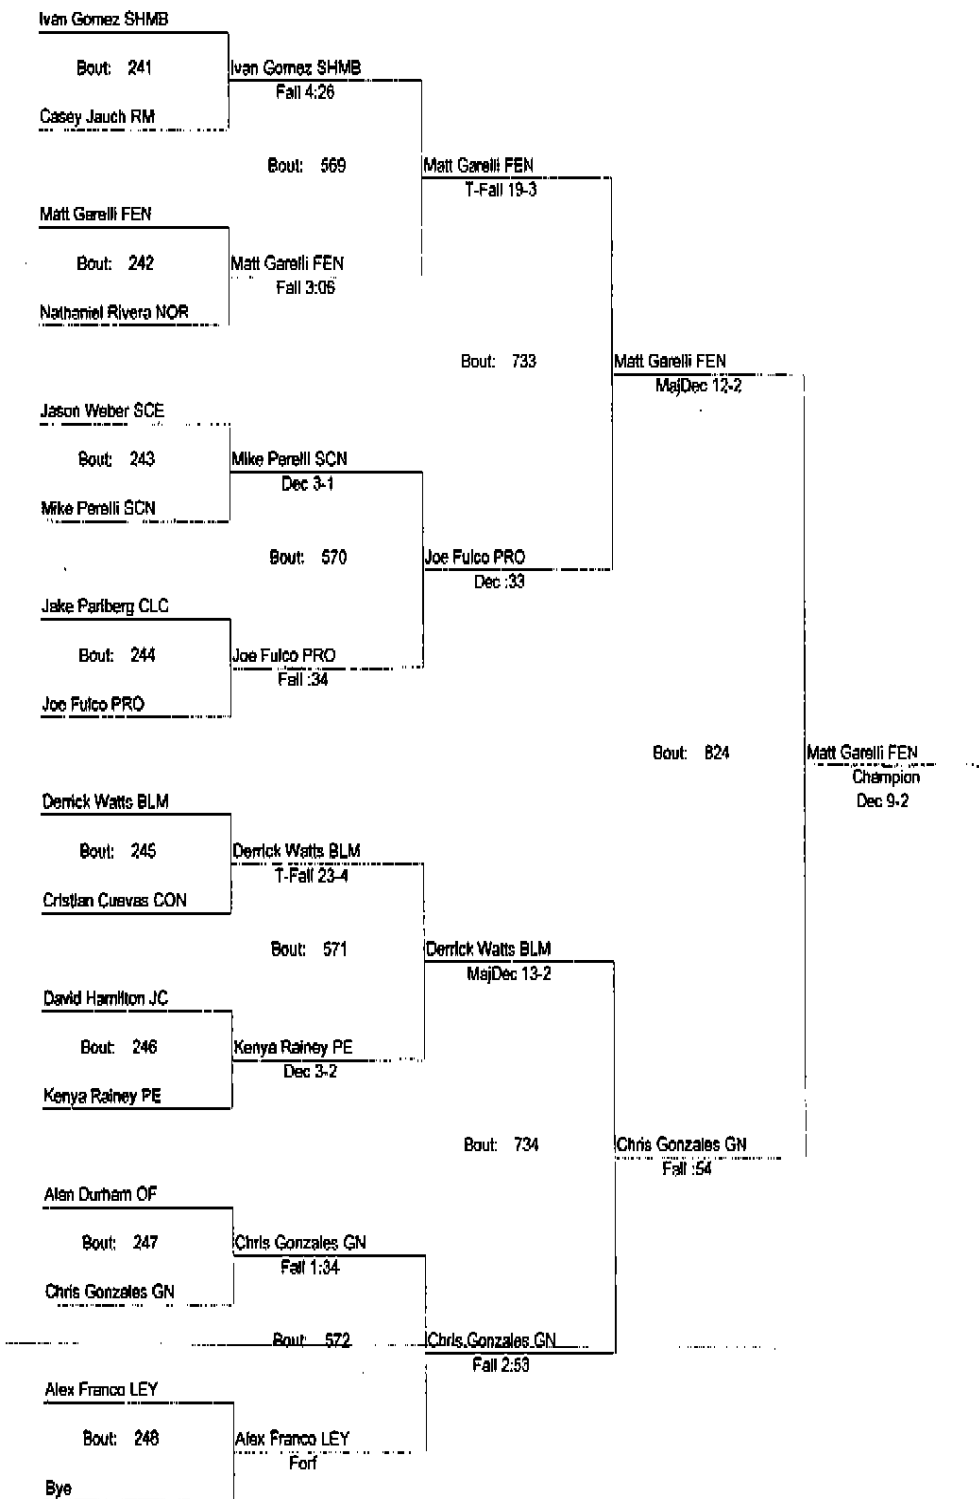 Ivan Gomez SHMB
Bout: 241
Ivan Gomez SHMB
Fall 4:26
Casey Jauch RM
Bout: 569
Matt Garelli FEN
T-Fall 19-3
Matt Garelli FEN
Bout: 242
Matt Garelli FEN
Fall 3:06
Nathaniel Rivera NOR
Bout: 733
Matt Garelli FEN
MajDec 12-2
Jason Weber SCE
Bout: 243
Mike Perelli SCN
Dec 3-1
Mike Perelli SCN
Bout: 570
Joe Fulco PRO
Dec :33
Jake Parlberg CLC
Bout: 244
Joe Fulco PRO
Fall :34
Joe Fulco PRO
Bout: 824
Matt Garelli FEN
Champion
Dec 9-2
Derrick Watts BLM
Bout: 245
Derrick Watts BLM
T-Fall 23-4
Cristian Cuevas CON
Bout: 571
Derrick Watts BLM
MajDec 13-2
David Hamilton JC
Bout: 246
Kenya Rainey PE
Dec 3-2
Kenya Rainey PE
Bout: 734
Chris Gonzales GN
Fall :54
Alan Durham OF
Bout: 247
Chris Gonzales GN
Fall 1:34
Chris Gonzales GN
Bout: 572
Chris Gonzales GN
Fall 2:53
Alex Franco LEY
Bout: 248
Alex Franco LEY
Forf
Bye